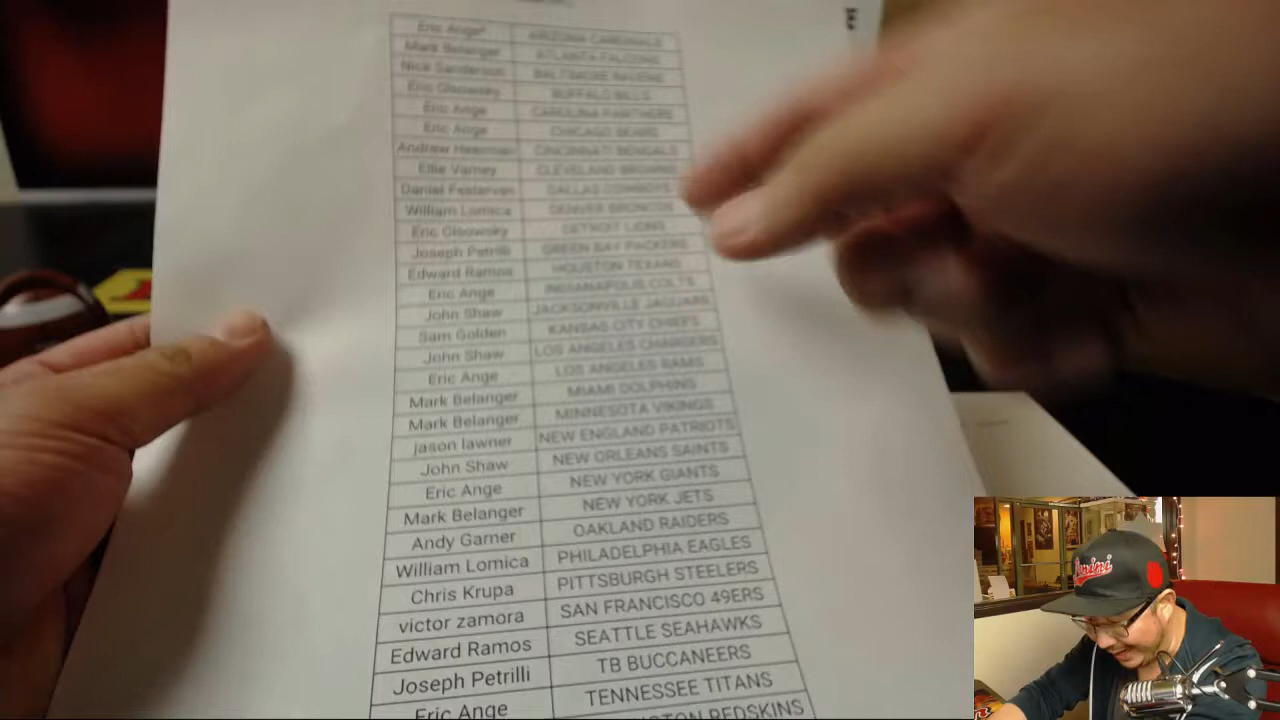 Eric Ange ARIZONA CARDINALS
Mark Belanger ATLANTA FALCONS
Nick Sanderson BALTIMORE RAVENS
Eric BUFFALO BILLS
Eric Ange CAROLINA PANTHERS
Eric Ange CHICAGO BEARS
Andrew CINCINNATI BENGALS
Ellie Varney CLEVELAND BROWNS
Daniel DALLAS COWBOYS
William Lomica DENVER BRONCOS
Eric DETROIT LIONS
Joseph Petrilli GREEN BAY PACKERS
Edward Ramos HOUSTON TEXANS
Eric Ange INDIANAPOLIS COLTS
John Shaw JACKSONVILLE JAGUARS
Sam Golden KANSAS CITY CHIEFS
John Shaw LOS ANGELES CHARGERS
Eric Ange LOS ANGELES RAMS
Mark Belanger MIAMI DOLPHINS
Mark Belanger MINNESOTA VIKINGS
jason lawner NEW ENGLAND PATRIOTS
John Shaw NEW ORLEANS SAINTS
Eric Ange NEW YORK GIANTS
Mark Belanger NEW YORK JETS
Andy Garner OAKLAND RAIDERS
William Lomica PHILADELPHIA EAGLES
Chris Krupa PITTSBURGH STEELERS
victor zamora SAN FRANCISCO 49ERS
Edward Ramos SEATTLE SEAHAWKS
Joseph Petrilli TB BUCCANEERS
Eric Ange TENNESSEE TITANS
REDSKINS